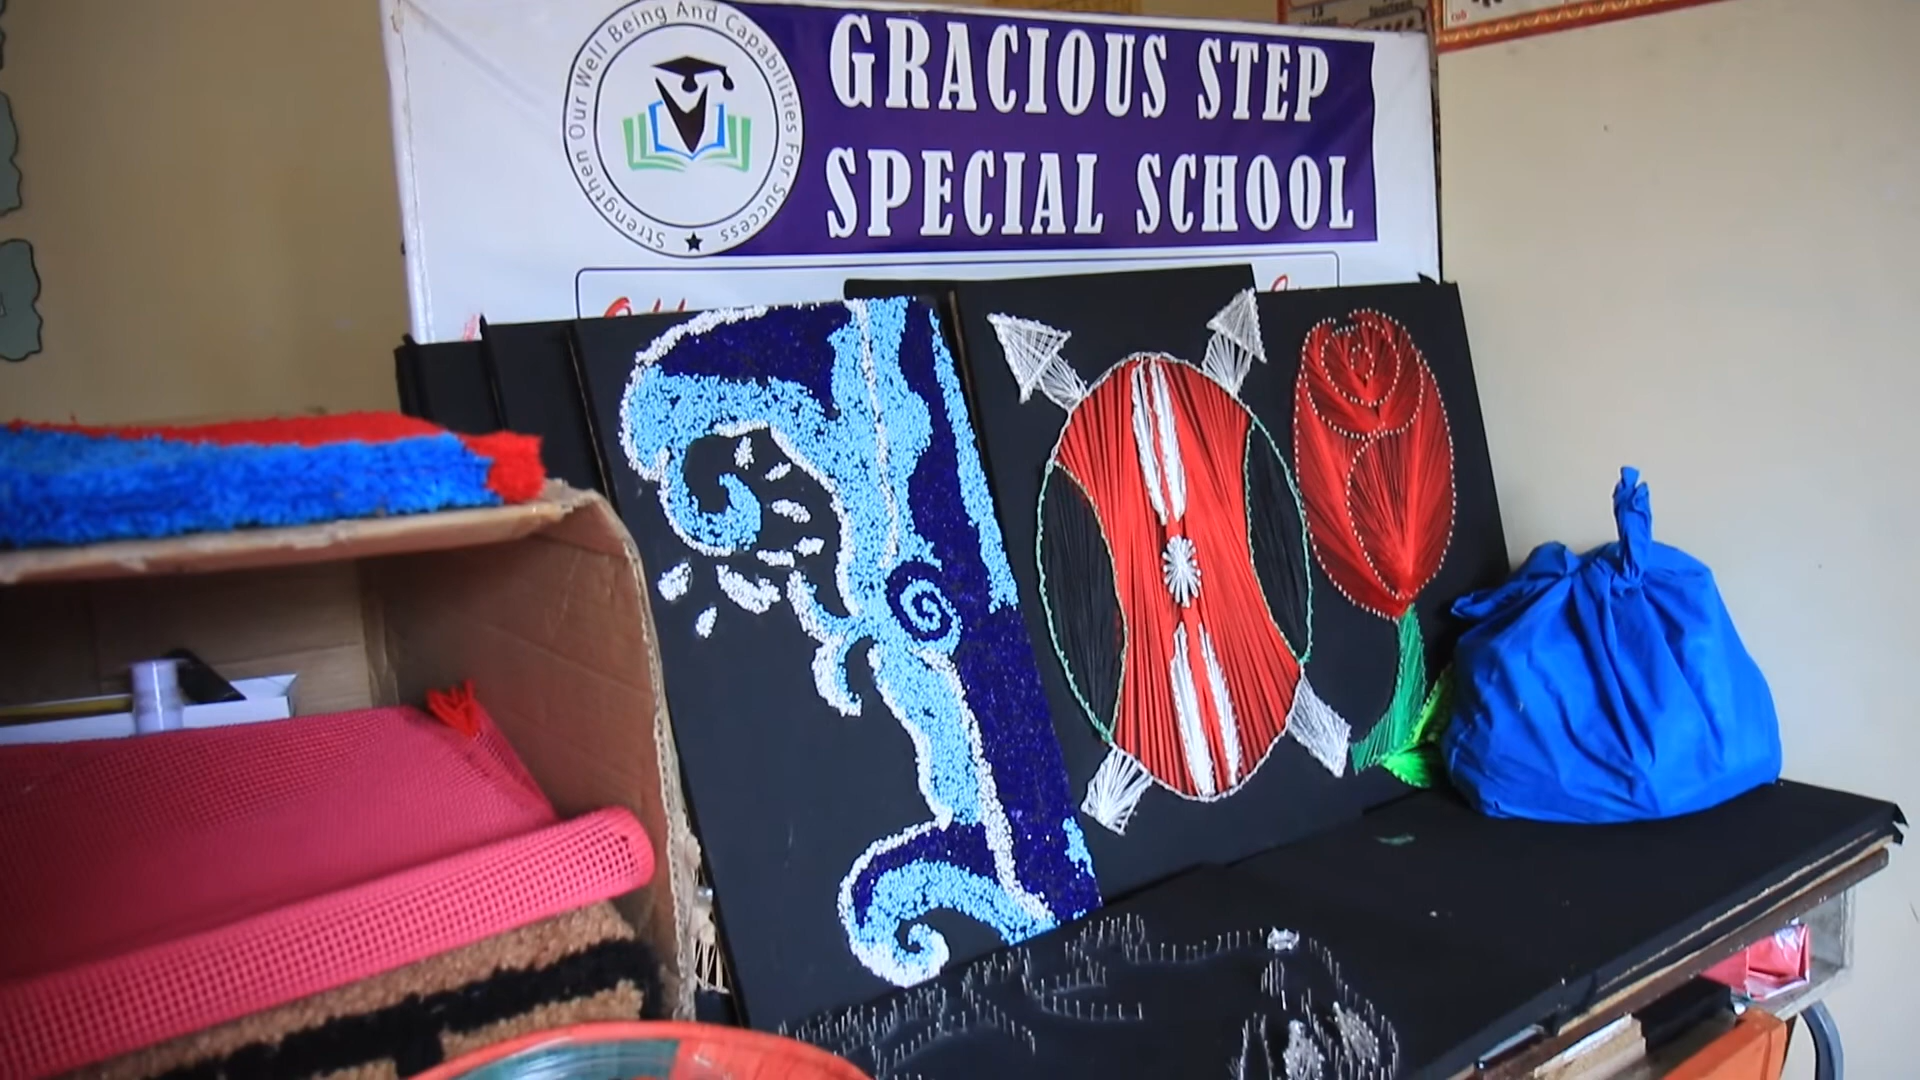 Strengthen Our Well Being And Capabilities For Success
GRACIOUS STEP
SPECIAL SCHOOL